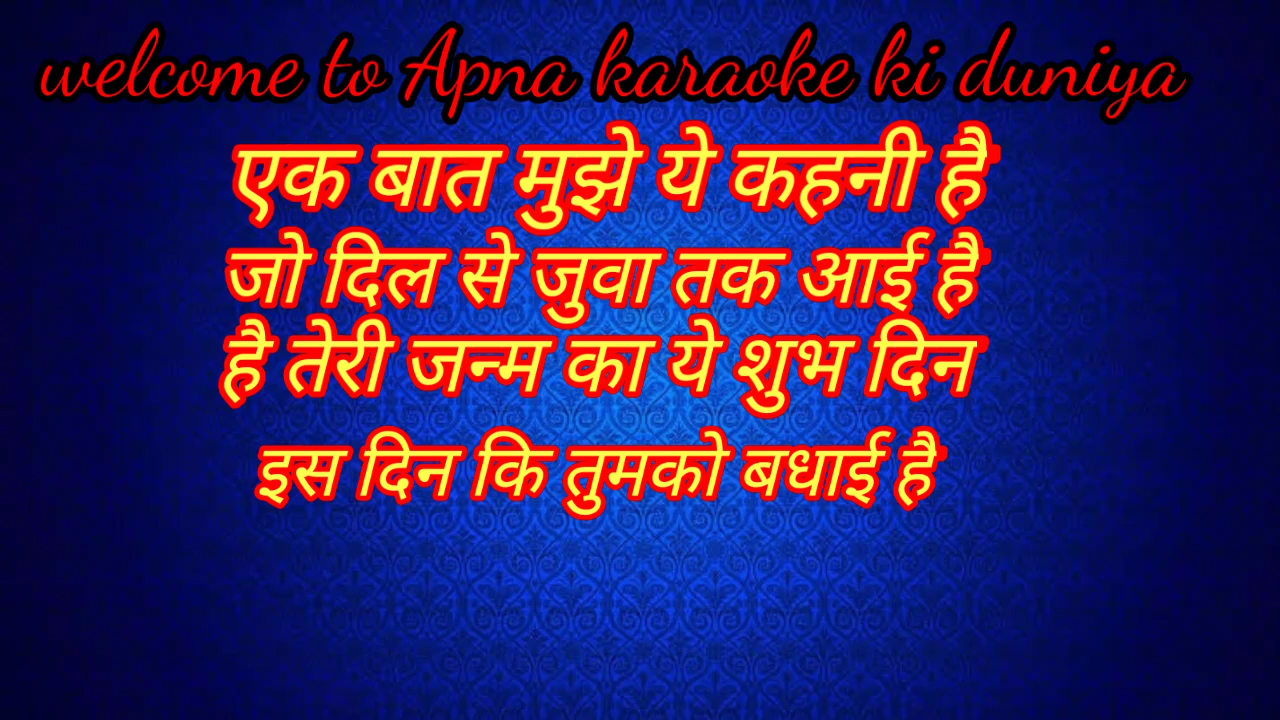 welcome to Apna karaoke ki duniya
एक बात मुझे ये कहनी है
जो दिल से जुवा तक आई है
है तेरी जन्म का ये शुभ दिन
इस दिन कि तुमको बधाई है